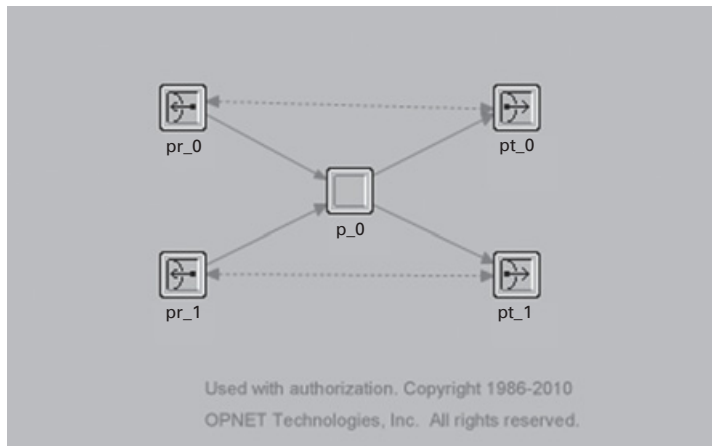 pr_0
pt_0
p_0
pr_1
pt_1
Used with authorization. Copyright 1986-2010
OPNET Technologies, Inc. All rights reserved.